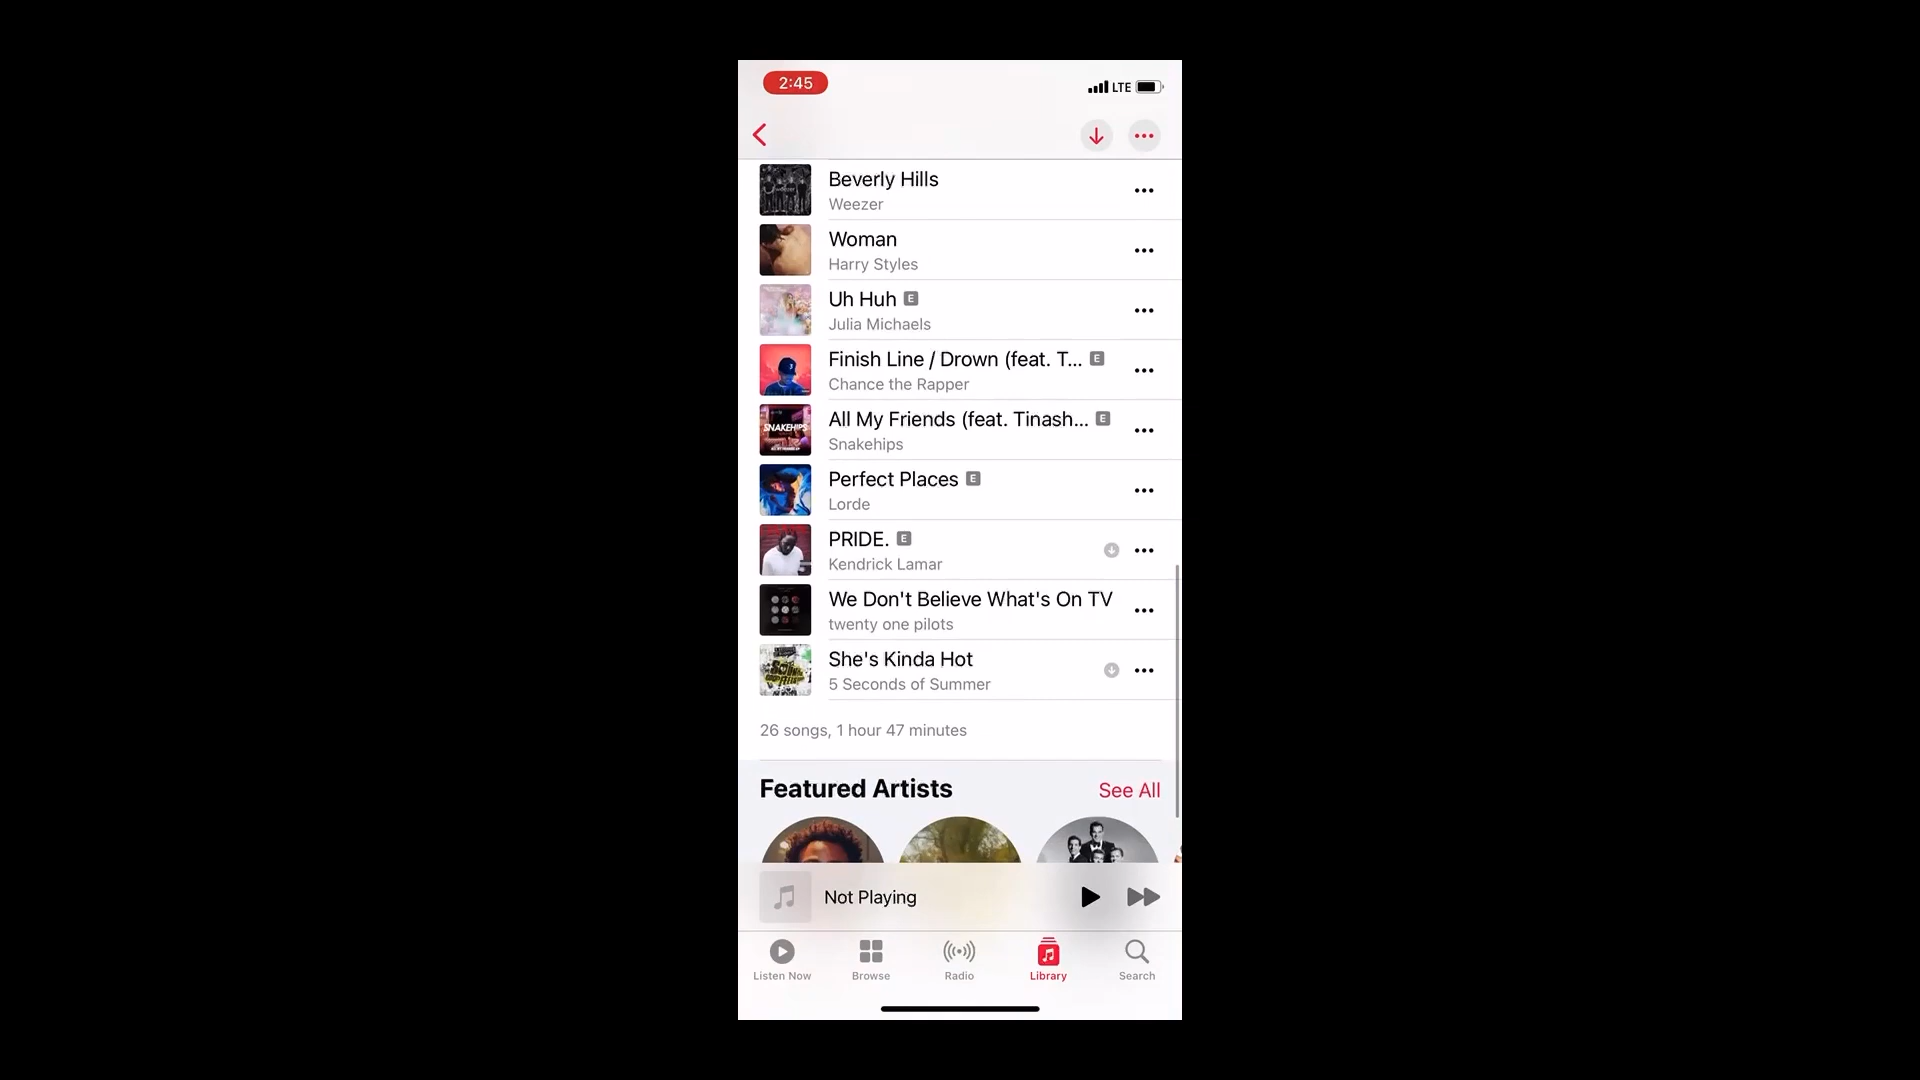 2:45
LTE
Beverly Hills
Weezer
Woman
Harry Styles
Uh Huh E
Julia Michaels
Finish Line / Drown (feat. T... E
Chance the Rapper
SNAKEHIPS
All My Friends (feat. Tinash... E
Snakehips
Perfect Places E
Lorde
PRIDE. E
Kendrick Lamar
We Don't Believe What's On TV
twenty one pilots
She's Kinda Hot
5 Seconds of Summer
26 songs, 1 hour 47 minutes
Featured Artists
See All
Not Playing
Listen Now
Browse
Radio
Library
Search